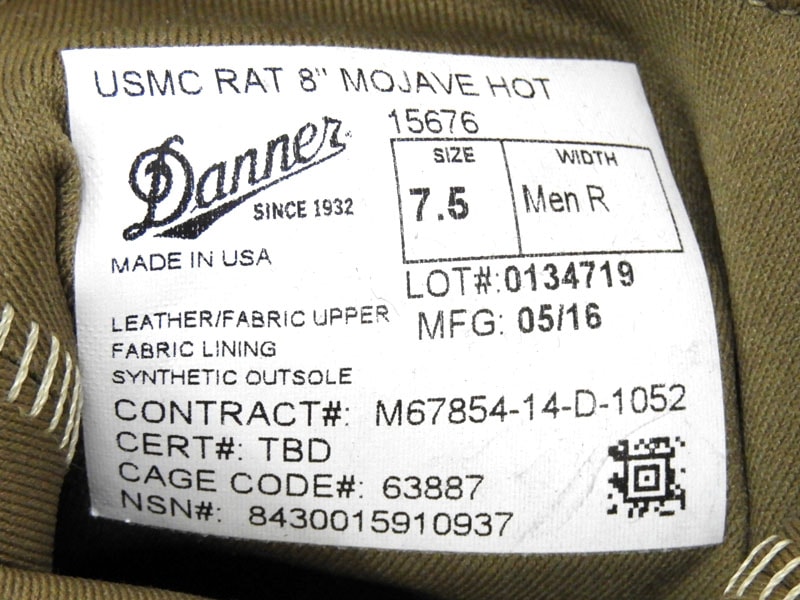 USMC RAT 8" MOJAVE HOT
15676
Danner
SINCE 1932
MADE IN USA
SIZE WIDTH
7.5 Men R
LOT#:0134719
MFG: 05/16
LEATHER/FABRIC UPPER
FABRIC LINING
SYNTHETIC OUTSOLE
CONTRACT#: M67854-14-D-1052
CERT#: TBD
CAGE CODE#: 63887
NSN#: 8430015910937